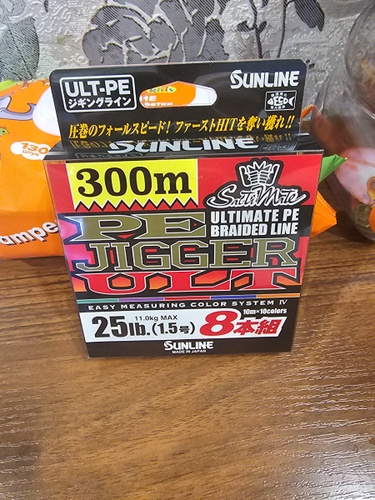 ULT-PE
ジギングライン
SUNLINE
圧巻のフォールスピード！ファーストHITを奪い獲れ!!
SUNLINE
130
300m
SaltiMate
PE
ULTIMATE PE
BRAIDED LINE
JIGGER
ULT
EASY MEASURING COLOR SYSTEM IV
11.0kg MAX
10m×10colors
25lb.(1.5号)
8本組
SUNLINE
MADE IN JAPAN
ampe